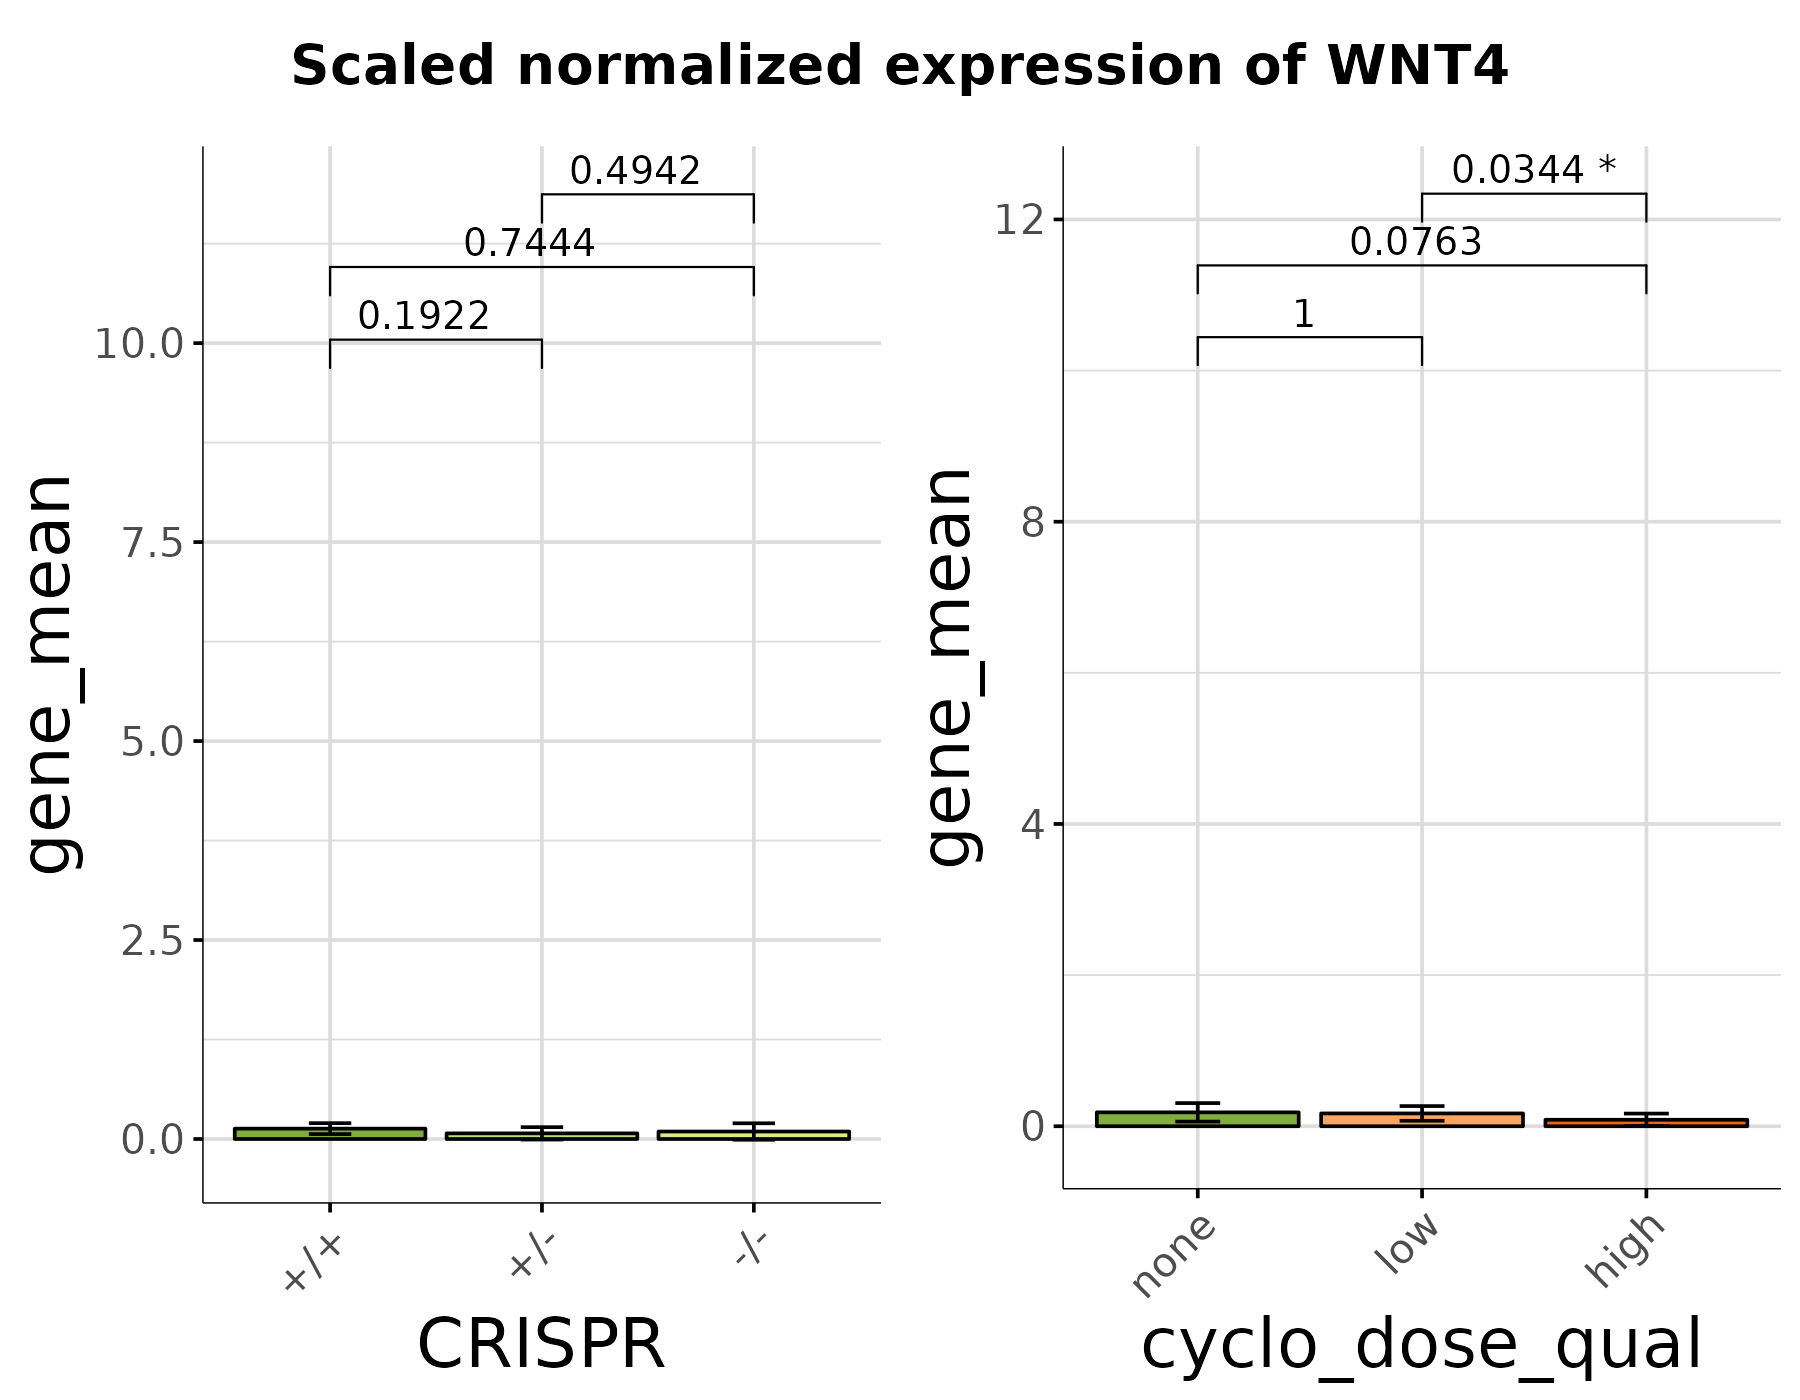 Scaled normalized expression of WNT4
gene_mean
10.0
7.5
5.0
2.5
0.0
0.4942
0.7444
0.1922
+/+
+/-
-/-
CRISPR
gene_mean
12
8
4
0
0.0344 *
0.0763
1
none
low
high
cyclo_dose_qual